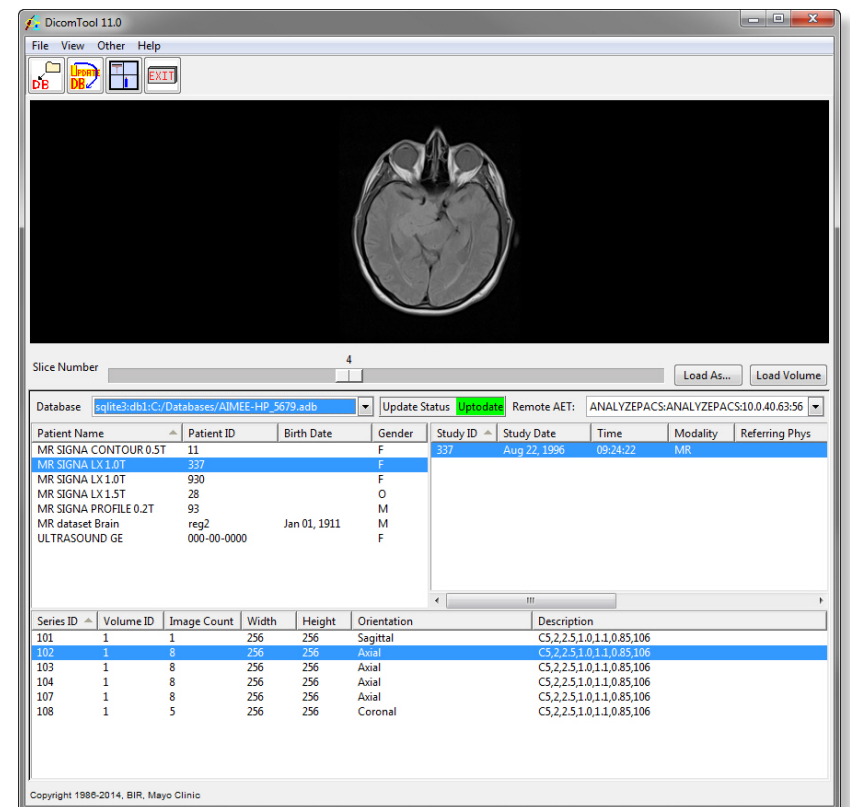 DicomTool 11.0
File View Other Help
DB UPDATE DB EXIT
4
Slice Number Load As... Load Volume
Database sqlite3:db1:C:/Databases/AIMEE-HP_5679.adb Update Status Uptodate Remote AET: ANALYZEPACS:ANALYZEPACS:10.0.40.63:56
Patient Name Patient ID Birth Date Gender Study ID Study Date Time Modality Referring Phys
MR SIGNA CONTOUR 0.5T 11 F 337 Aug 22, 1996 09:24:22 MR
MR SIGNA LX 1.0T 337 F
MR SIGNA LX 1.0T 930 F
MR SIGNA LX 1.5T 28 O
MR SIGNA PROFILE 0.2T 93 M
MR dataset Brain reg2 Jan 01, 1911 M
ULTRASOUND GE 000-00-0000 F
Series ID Volume ID Image Count Width Height Orientation Description
101 1 1 256 256 Sagittal C5,2,2.5,1.0,1.1,0.85,106
102 1 8 256 256 Axial C5,2,2.5,1.0,1.1,0.85,106
103 1 8 256 256 Axial C5,2,2.5,1.0,1.1,0.85,106
104 1 8 256 256 Axial C5,2,2.5,1.0,1.1,0.85,106
107 1 8 256 256 Axial C5,2,2.5,1.0,1.1,0.85,106
108 1 5 256 256 Coronal C5,2,2.5,1.0,1.1,0.85,106
Copyright 1986-2014, BIR, Mayo Clinic